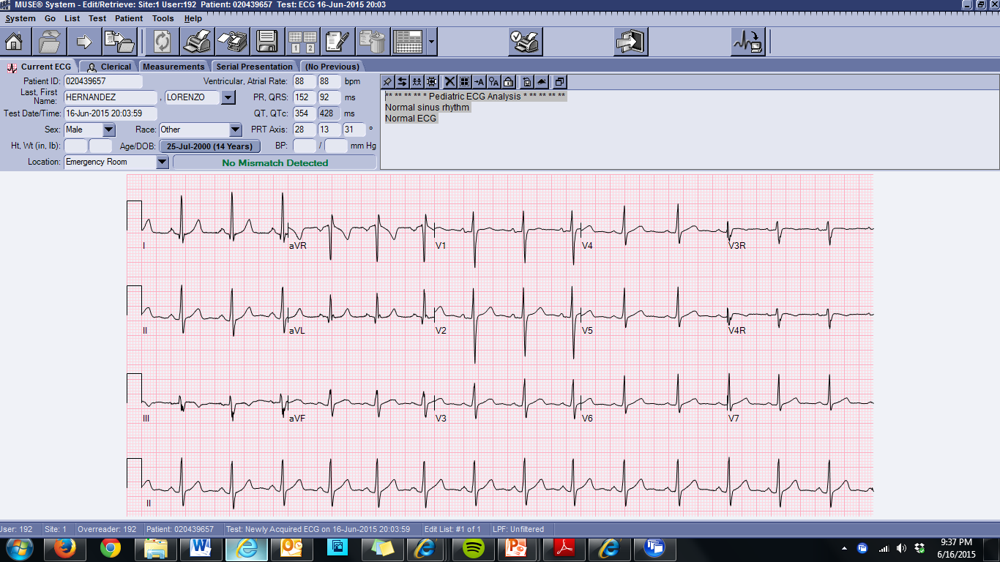 MUSE® System - Edit/Retrieve: Site:1 User:192 Patient: 020439657 Test: ECG 16-Jun-2015 20:03
System Go List Test Patient Tools Help
Current ECG Clerical Measurements Serial Presentation (No Previous)
Patient ID: 020439657 Ventricular, Atrial Rate: 88 88 bpm
Last, First Name: HERNANDEZ , LORENZO PR, QRS: 152 92 ms
Test Date/Time: 16-Jun-2015 20:03:59 QT, QTc: 354 428 ms
Sex: Male Race: Other PRT Axis: 28 13 31 °
Ht, Wt (in, lb): Age/DOB: 25-Jul-2000 (14 Years) BP: / mm Hg
Location: Emergency Room No Mismatch Detected
** ** ** ** * Pediatric ECG Analysis * ** ** ** **
Normal sinus rhythm
Normal ECG
I aVR V1 V4 V3R
II aVL V2 V5 V4R
III aVF V3 V6 V7
II
User: 192 Site: 1 Overreader: 192 Patient: 020439657 Test: Newly Acquired ECG on 16-Jun-2015 20:03:59 Edit List: #1 of 1 LPF: Unfiltered
9:37 PM
6/16/2015